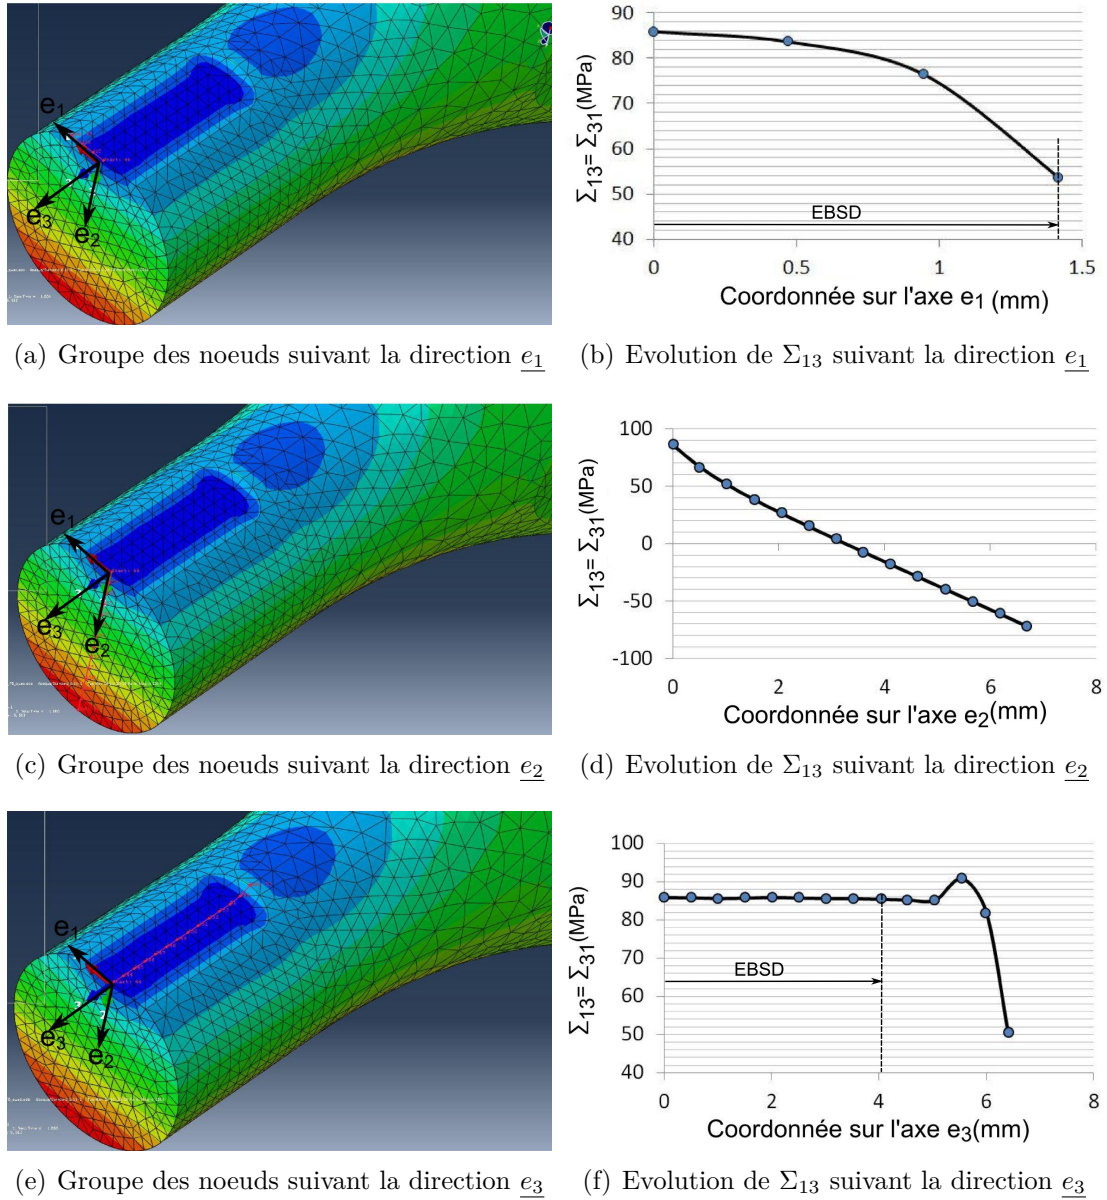 e1
e3
e2
Σ13= Σ31(MPa)
90
80
70
60
50
40
EBSD
0
0.5
1
1.5
Coordonnée sur l'axe e1 (mm)
(a) Groupe des noeuds suivant la direction e1
(b) Evolution de Σ13 suivant la direction e1
e1
e3
e2
Σ13= Σ31(MPa)
100
50
0
-50
-100
0
2
4
6
8
Coordonnée sur l'axe e2(mm)
(c) Groupe des noeuds suivant la direction e2
(d) Evolution de Σ13 suivant la direction e2
e1
3
2
e3
e2
Σ13= Σ31(MPa)
100
90
80
70
60
50
40
EBSD
0
2
4
6
8
Coordonnée sur l'axe e3(mm)
(e) Groupe des noeuds suivant la direction e3
(f) Evolution de Σ13 suivant la direction e3